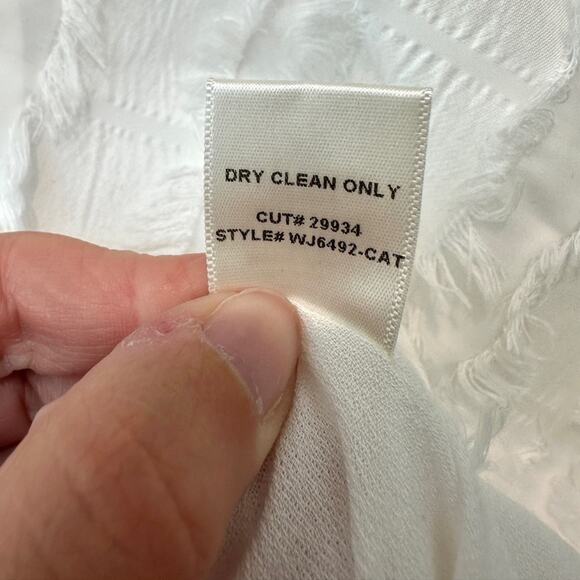 DRY CLEAN ONLY
CUT# 29934
STYLE# WJ6492-CAT